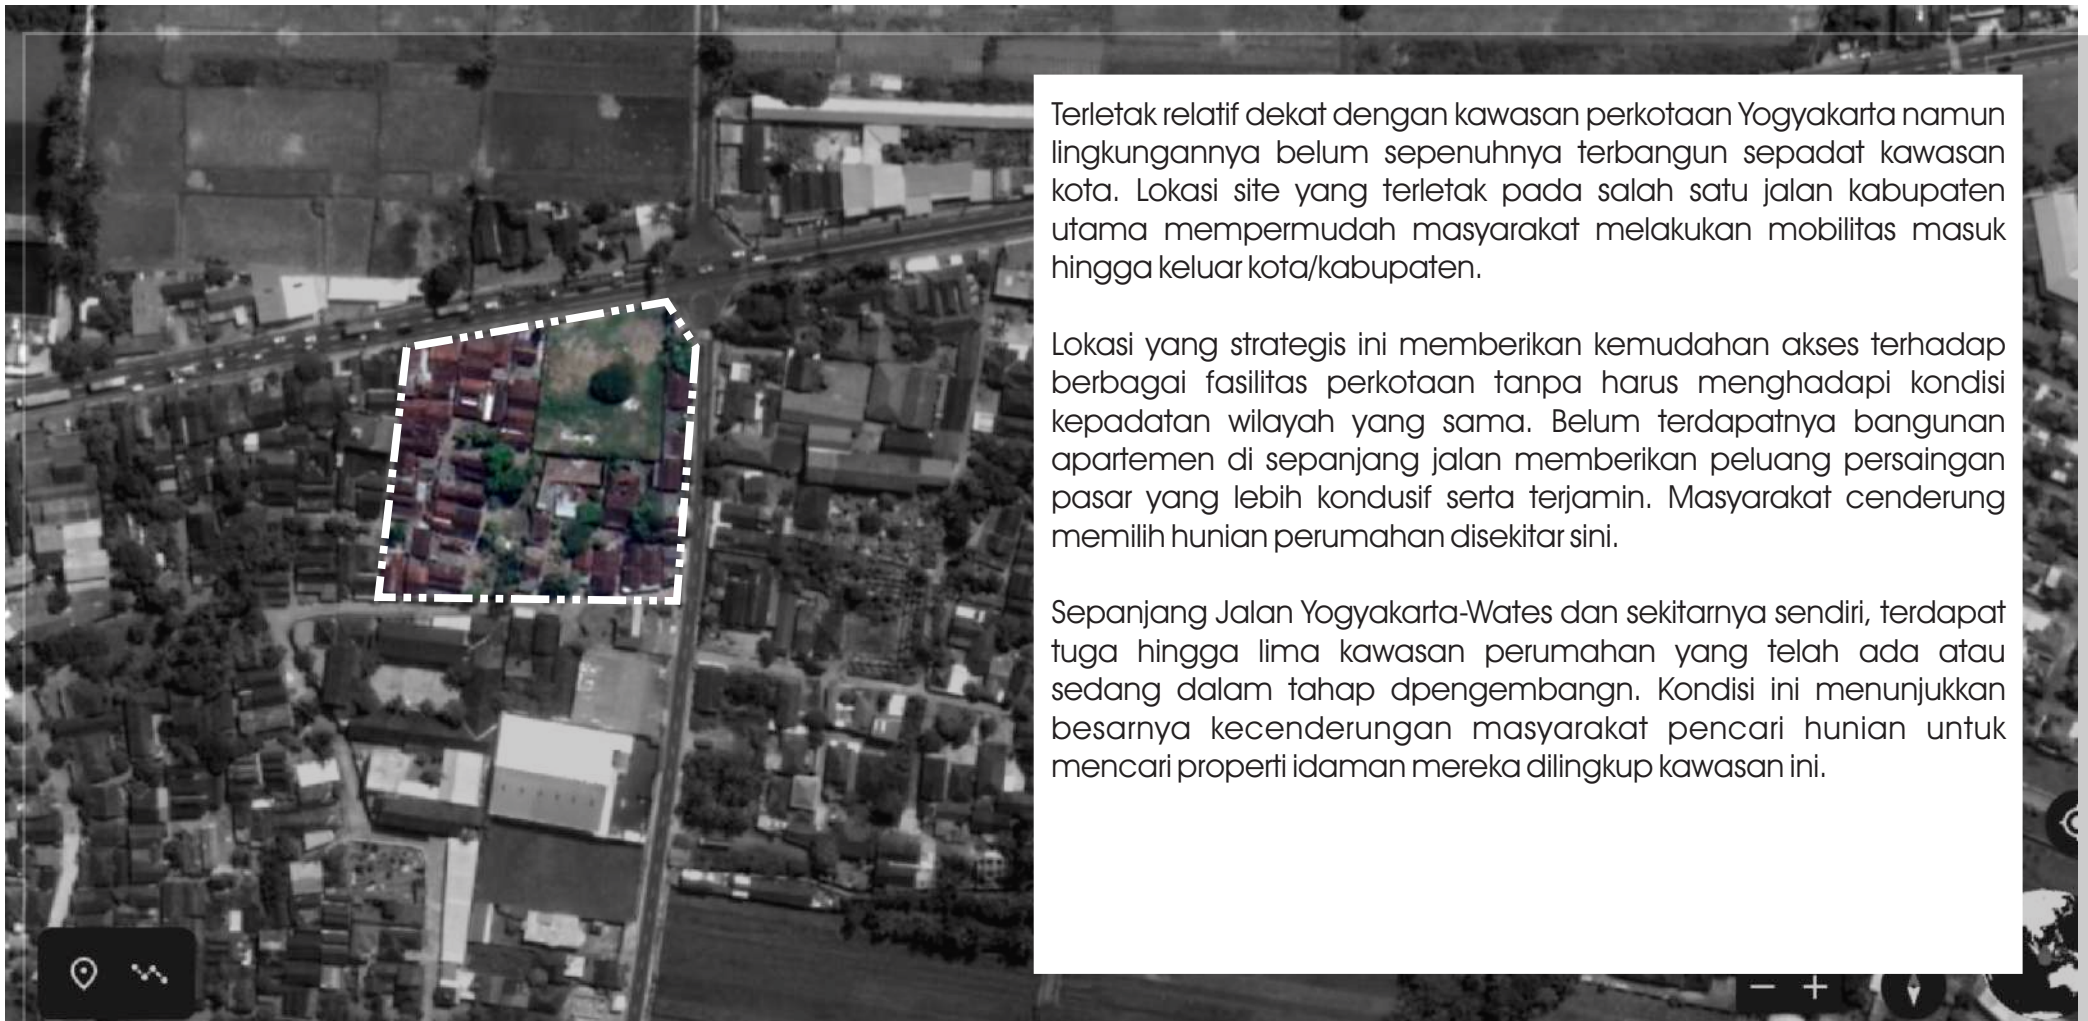 Terletak relatif dekat dengan kawasan perkotaan Yogyakarta namun
lingkungannya belum sepenuhnya terbangun sepadat kawasan
kota. Lokasi site yang terletak pada salah satu jalan kabupaten
utama mempermudah masyarakat melakukan mobilitas masuk
hingga keluar kota/kabupaten.
Lokasi yang strategis ini memberikan kemudahan akses terhadap
berbagai fasilitas perkotaan tanpa harus menghadapi kondisi
kepadatan wilayah yang sama. Belum terdapatnya bangunan
apartemen di sepanjang jalan memberikan peluang persaingan
pasar yang lebih kondusif serta terjamin. Masyarakat cenderung
memilih hunian perumahan disekitar sini.
Sepanjang Jalan Yogyakarta-Wates dan sekitarnya sendiri, terdapat
tuga hingga lima kawasan perumahan yang telah ada atau
sedang dalam tahap dpengembangn. Kondisi ini menunjukkan
besarnya kecenderungan masyarakat pencari hunian untuk
mencari properti idaman mereka dilingkup kawasan ini.